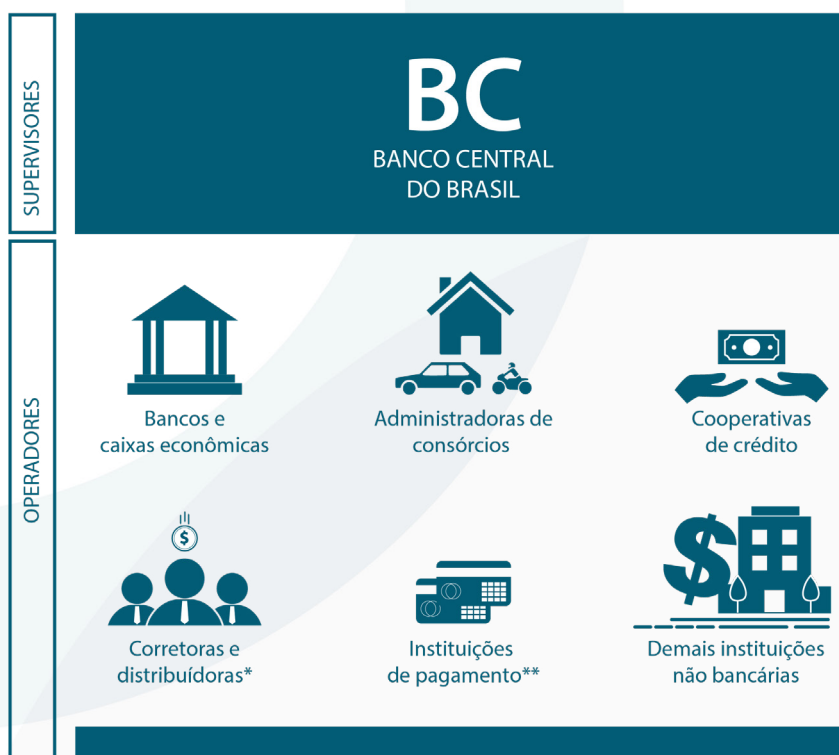 SUPERVISORES
BC
BANCO CENTRAL
DO BRASIL
OPERADORES
Bancos e
caixas econômicas
Administradoras de
consórcios
Cooperativas
de crédito
$
Corretoras e
distribuídoras*
Instituições
de pagamento**
$
Demais instituições
não bancárias